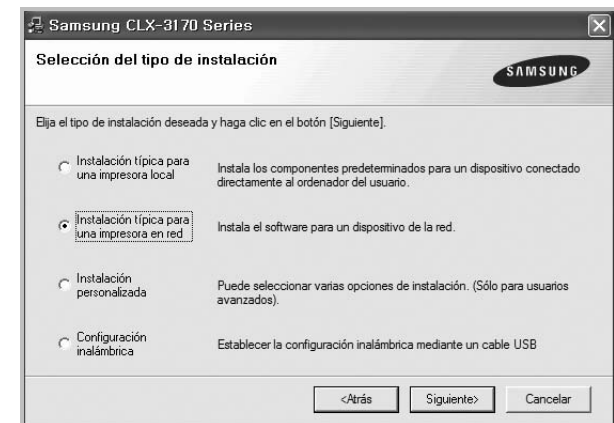 Samsung CLX-3170 Series
Selección del tipo de instalación
SAMSUNG
Elija el tipo de instalación deseada y haga clic en el botón [Siguiente].
Instalación típica para
una impresora local
Instala los componentes predeterminados para un dispositivo conectado
directamente al ordenador del usuario.
Instalación típica para
una impresora en red
Instala el software para un dispositivo de la red.
Instalación
personalizada
Puede seleccionar varias opciones de instalación. (Sólo para usuarios
avanzados).
Configuración
inalámbrica
Establecer la configuración inalámbrica mediante un cable USB
<Atrás
Siguiente>
Cancelar